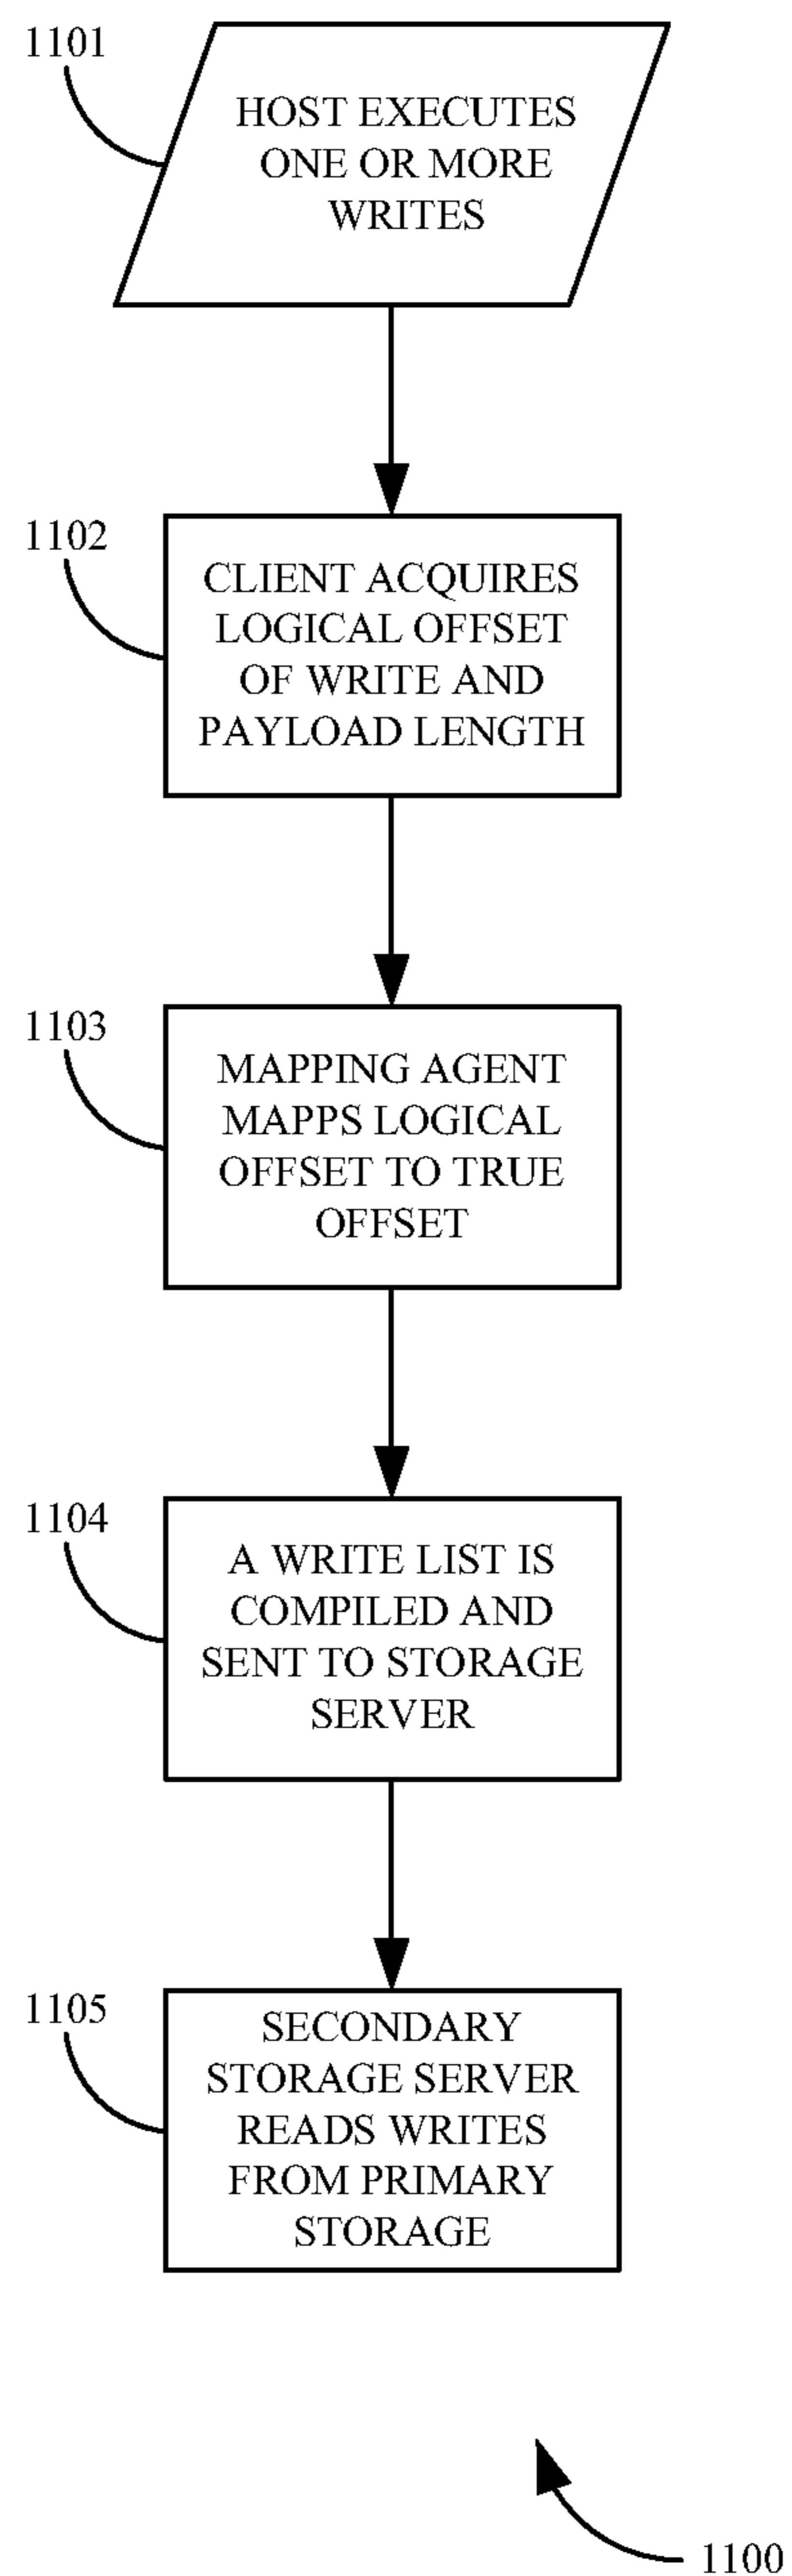 1101
HOST EXECUTES
ONE OR MORE
WRITES
1102
CLIENT ACQUIRES
LOGICAL OFFSET
OF WRITE AND
PAYLOAD LENGTH
1103
MAPPING AGENT
MAPPS LOGICAL
OFFSET TO TRUE
OFFSET
1104
A WRITE LIST IS
COMPILED AND
SENT TO STORAGE
SERVER
1105
SECONDARY
STORAGE SERVER
READS WRITES
FROM PRIMARY
STORAGE
1100